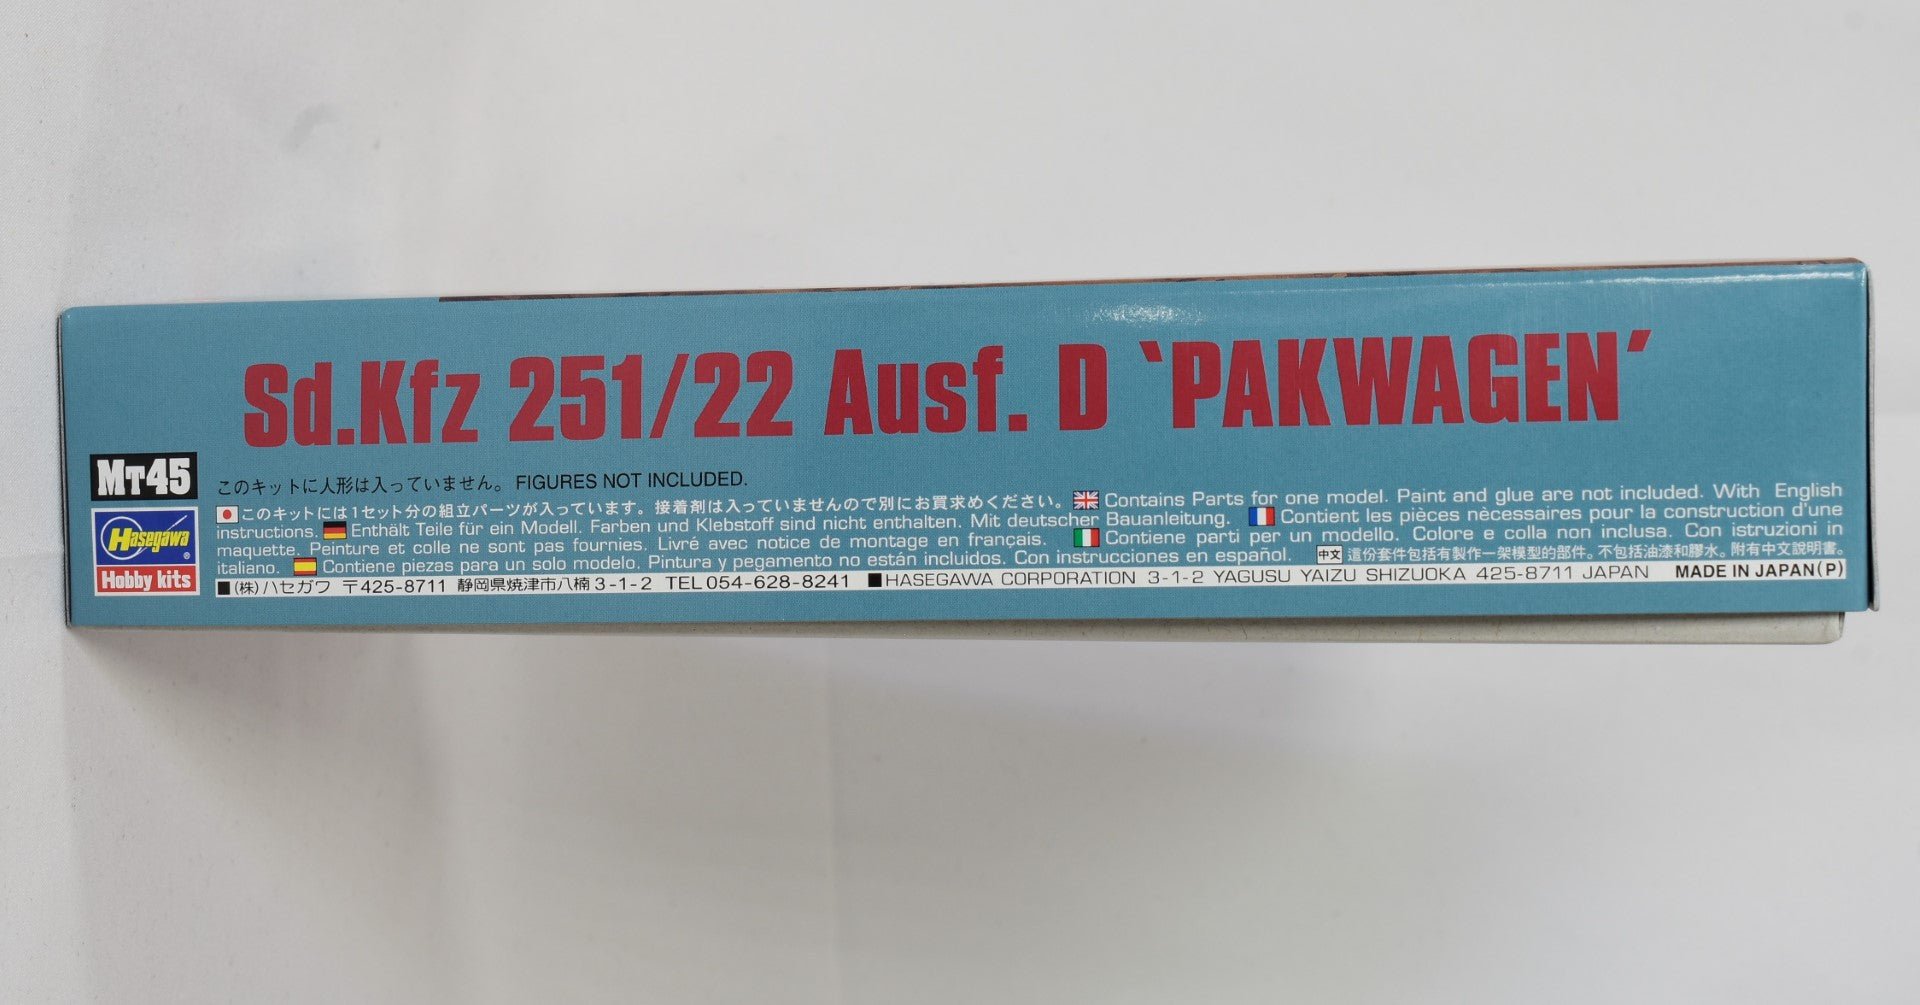 Sd.Kfz 251/22 Ausf. D ‵PAKWAGEN′
MT45
Hasegawa®
Hobby kits
このキットに人形は入っていません。 FIGURES NOT INCLUDED.
このキットには1セット分の組立パーツが入っています。接着剤は入っていませんので別にお買求めください。 Contains Parts for one model. Paint and glue are not included. With English
instructions. Enthält Teile für ein Modell. Farben und Klebstoff sind nicht enthalten. Mit deutscher Bauanleitung. Contient les pièces nècessaires pour la construction d'une
maquette. Peinture et colle ne sont pas fournies. Livré avec notice de montage en français. Contiene parti per un modello. Colore e colla non inclusa. Con istruzioni in
italiano. Contiene piezas para un solo modelo. Pintura y pegamento no están incluidos. Con instrucciones en español. 中文 這份套件包括有製作一架模型的部件。不包括油漆和膠水。附有中文說明書。
■(株)ハセガワ 〒425-8711 静岡県焼津市八楠3-1-2 TEL 054-628-8241 ■HASEGAWA CORPORATION 3-1-2 YAGUSU YAIZU SHIZUOKA 425-8711 JAPAN MADE IN JAPAN(P)